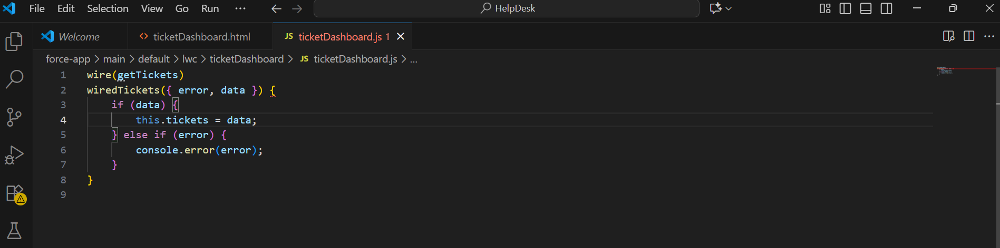 File Edit Selection View Go Run ··· HelpDesk
Welcome ticketDashboard.html JS ticketDashboard.js 1
force-app > main > default > lwc > ticketDashboard > JS ticketDashboard.js > ...
1 wire(getTickets)
2 wiredTickets({ error, data }) {
3 if (data) {
4 this.tickets = data;
5 } else if (error) {
6 console.error(error);
7 }
8 }
9